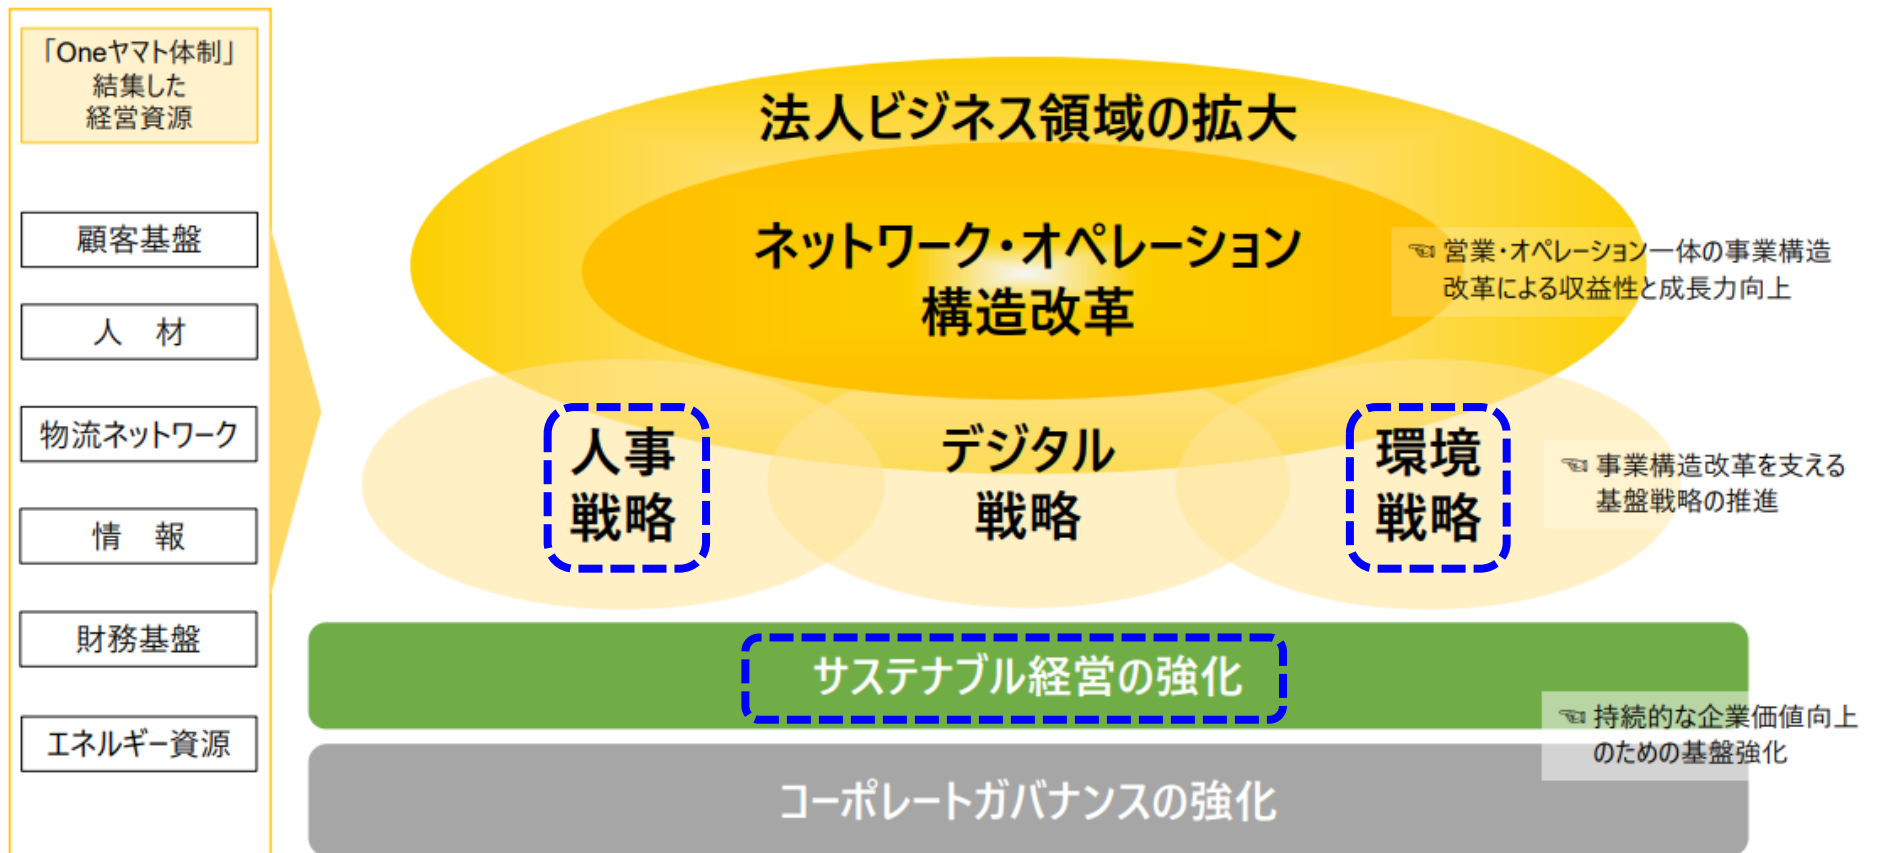 「Oneヤマト体制」
結集した
経営資源
顧客基盤
人　材
物流ネットワーク
情　報
財務基盤
エネルギー資源
法人ビジネス領域の拡大
ネットワーク・オペレーション
構造改革
☜ 営業・オペレーション一体の事業構造
改革による収益性と成長力向上
人事
戦略
デジタル
戦略
環境
戦略
☜ 事業構造改革を支える
基盤戦略の推進
サステナブル経営の強化
☜ 持続的な企業価値向上
のための基盤強化
コーポレートガバナンスの強化